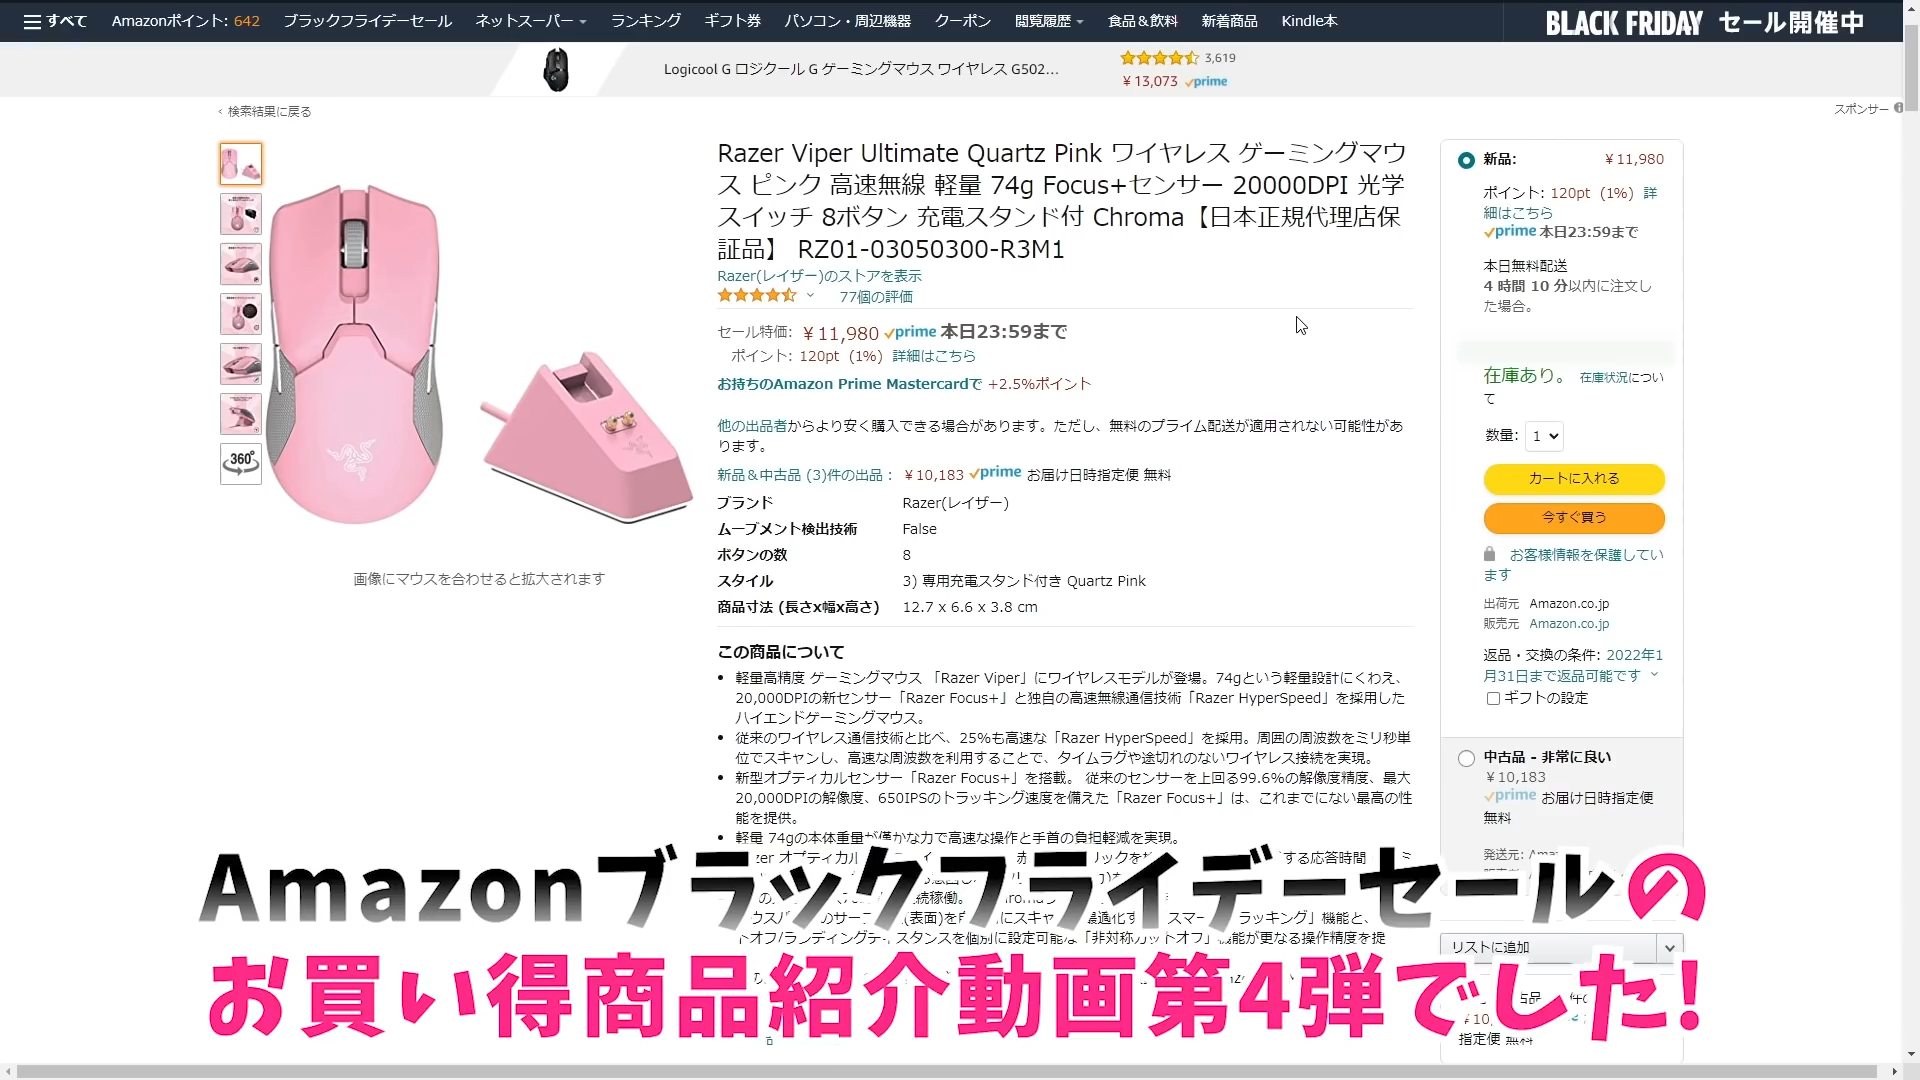 すべて Amazonポイント: 642 ブラックフライデーセール ネットスーパー ランキング ギフト券 パソコン・周辺機器 クーポン 閲覧履歴 食品＆飲料 新着商品 Kindle本 BLACK FRIDAY セール開催中
Logicool G ロジクール G ゲーミングマウス ワイヤレス G502... 3,619
￥13,073 prime
‹ 検索結果に戻る
スポンサー
Razer Viper Ultimate Quartz Pink ワイヤレス ゲーミングマウ
ス ピンク 高速無線 軽量 74g Focus+センサー 20000DPI 光学
スイッチ 8ボタン 充電スタンド付 Chroma【日本正規代理店保
証品】 RZ01-03050300-R3M1
Razer(レイザー)のストアを表示
77個の評価
セール特価: ￥11,980 prime 本日23:59まで
ポイント: 120pt (1%) 詳細はこちら
お持ちのAmazon Prime Mastercardで +2.5%ポイント
他の出品者からより安く購入できる場合があります。ただし、無料のプライム配送が適用されない可能性があ
ります。
新品＆中古品 (3)件の出品： ￥10,183 prime お届け日時指定便 無料
ブランド Razer(レイザー)
ムーブメント検出技術 False
ボタンの数 8
スタイル 3) 専用充電スタンド付き Quartz Pink
商品寸法 (長さx幅x高さ) 12.7 x 6.6 x 3.8 cm
360°
画像にマウスを合わせると拡大されます
この商品について
軽量高精度 ゲーミングマウス 「Razer Viper」にワイヤレスモデルが登場。74gという軽量設計にくわえ、
20,000DPIの新センサー「Razer Focus+」と独自の高速無線通信技術「Razer HyperSpeed」を採用した
ハイエンドゲーミングマウス。
従来のワイヤレス通信技術と比べ、25%も高速な「Razer HyperSpeed」を採用。周囲の周波数をミリ秒単
位でスキャンし、高速な周波数を利用することで、タイムラグや途切れのないワイヤレス接続を実現。
新型オプティカルセンサー「Razer Focus+」を搭載。 従来のセンサーを上回る99.6%の解像度精度、最大
20,000DPIの解像度、650IPSのトラッキング速度を備えた「Razer Focus+」は、これまでにない最高の性
能を提供。
軽量 74gの本体重量が僅かな力で高速な操作と手首の負担軽減を実現。
新品: ￥11,980
ポイント: 120pt (1%) 詳
細はこちら
prime 本日23:59まで
本日無料配送
4 時間 10 分以内に注文し
た場合。
在庫あり。 在庫状況につい
て
数量: 1
カートに入れる
今すぐ買う
お客様情報を保護してい
ます
出荷元 Amazon.co.jp
販売元 Amazon.co.jp
返品・交換の条件: 2022年1
月31日まで返品可能です
ギフトの設定
中古品 - 非常に良い
￥10,183
prime お届け日時指定便
無料
発送元:
リストに追加
指定便 無料
Amazonブラックフライデーセールの
お買い得商品紹介動画第4弾でした!